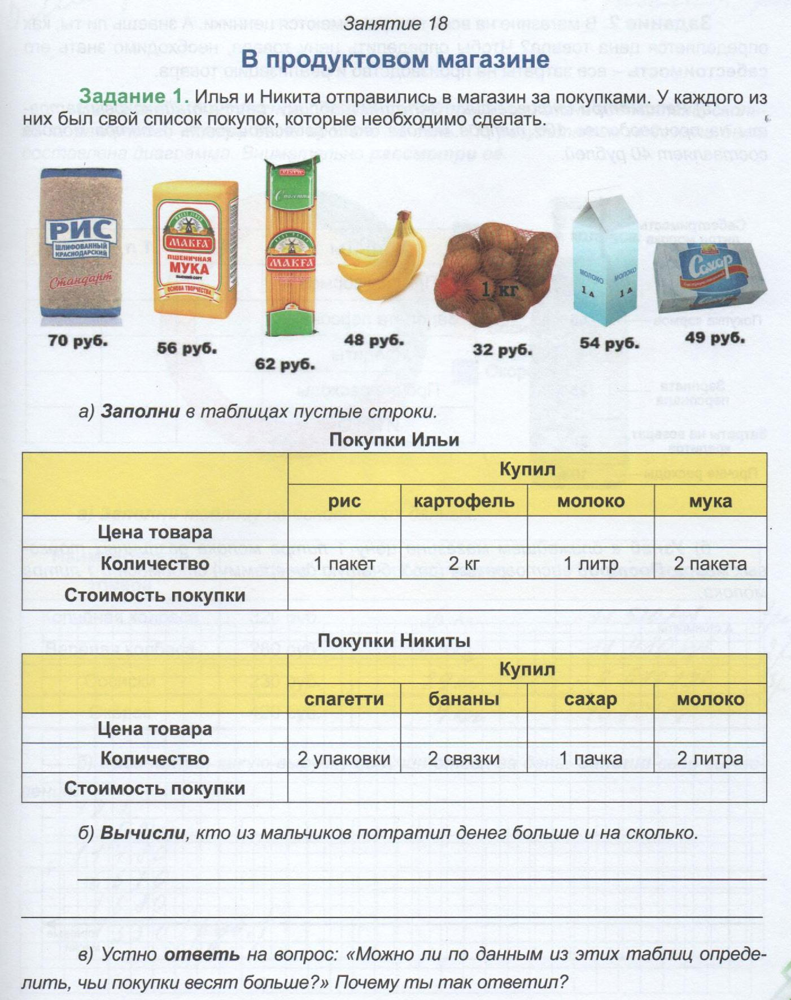 Занятие 18
В продуктовом магазине
Задание 1. Илья и Никита отправились в магазин за покупками. У каждого из
них был свой список покупок, которые необходимо сделать.
РИС
ШЛИФОВАННЫЙ
КРАСНОДАРСКИЙ
Стандарт
70 руб.
МАКFА
ПШЕНИЧНАЯ
МУКА
ВЫСШИЙ СОРТ
ОСНОВА ТВОРЧЕСТВА
56 руб.
Спагетти
МАКFА
62 руб.
48 руб.
1 кг
32 руб.
МОЛОКО МОЛОКО
1 л 1 л
54 руб.
Сахар
49 руб.
а) Заполни в таблицах пустые строки.
Покупки Ильи
Купил
рис картофель молоко мука
Цена товара
Количество 1 пакет 2 кг 1 литр 2 пакета
Стоимость покупки
Покупки Никиты
Купил
спагетти бананы сахар молоко
Цена товара
Количество 2 упаковки 2 связки 1 пачка 2 литра
Стоимость покупки
б) Вычисли, кто из мальчиков потратил денег больше и на сколько.
в) Устно ответь на вопрос: «Можно ли по данным из этих таблиц опреде-
лить, чьи покупки весят больше?» Почему ты так ответил?